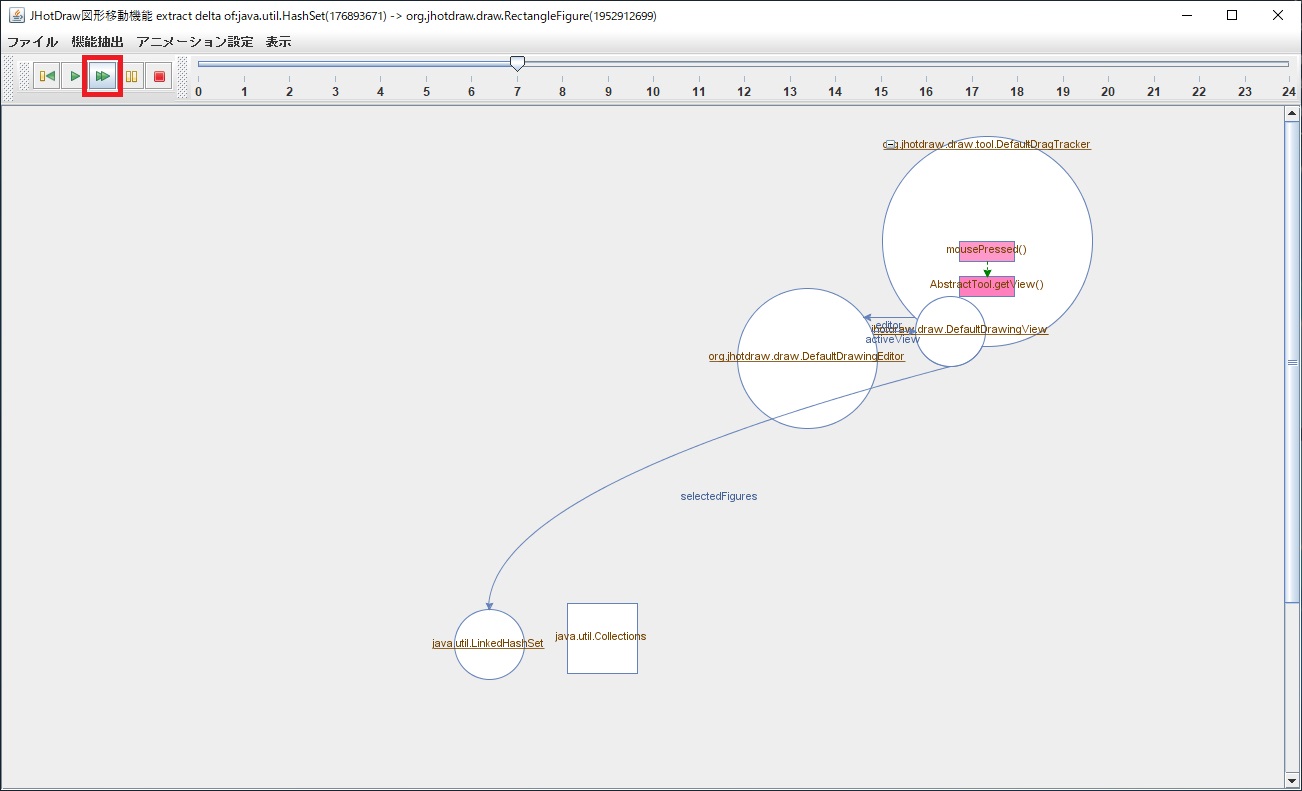 JHotDraw図形移動機能 extract delta of:java.util.HashSet(176893671) -> org.jhotdraw.draw.RectangleFigure(1952912699)
ファイル 機能抽出 アニメーション設定 表示
0 1 2 3 4 5 6 7 8 9 10 11 12 13 14 15 16 17 18 19 20 21 22 23 24
org.jhotdraw.draw.tool.DefaultDragTracker
mousePressed()
AbstractTool.getView()
editor
jhotdraw.draw.DefaultDrawingView
activeView
org.jhotdraw.draw.DefaultDrawingEditor
selectedFigures
java.util.Collections
java.util.LinkedHashSet